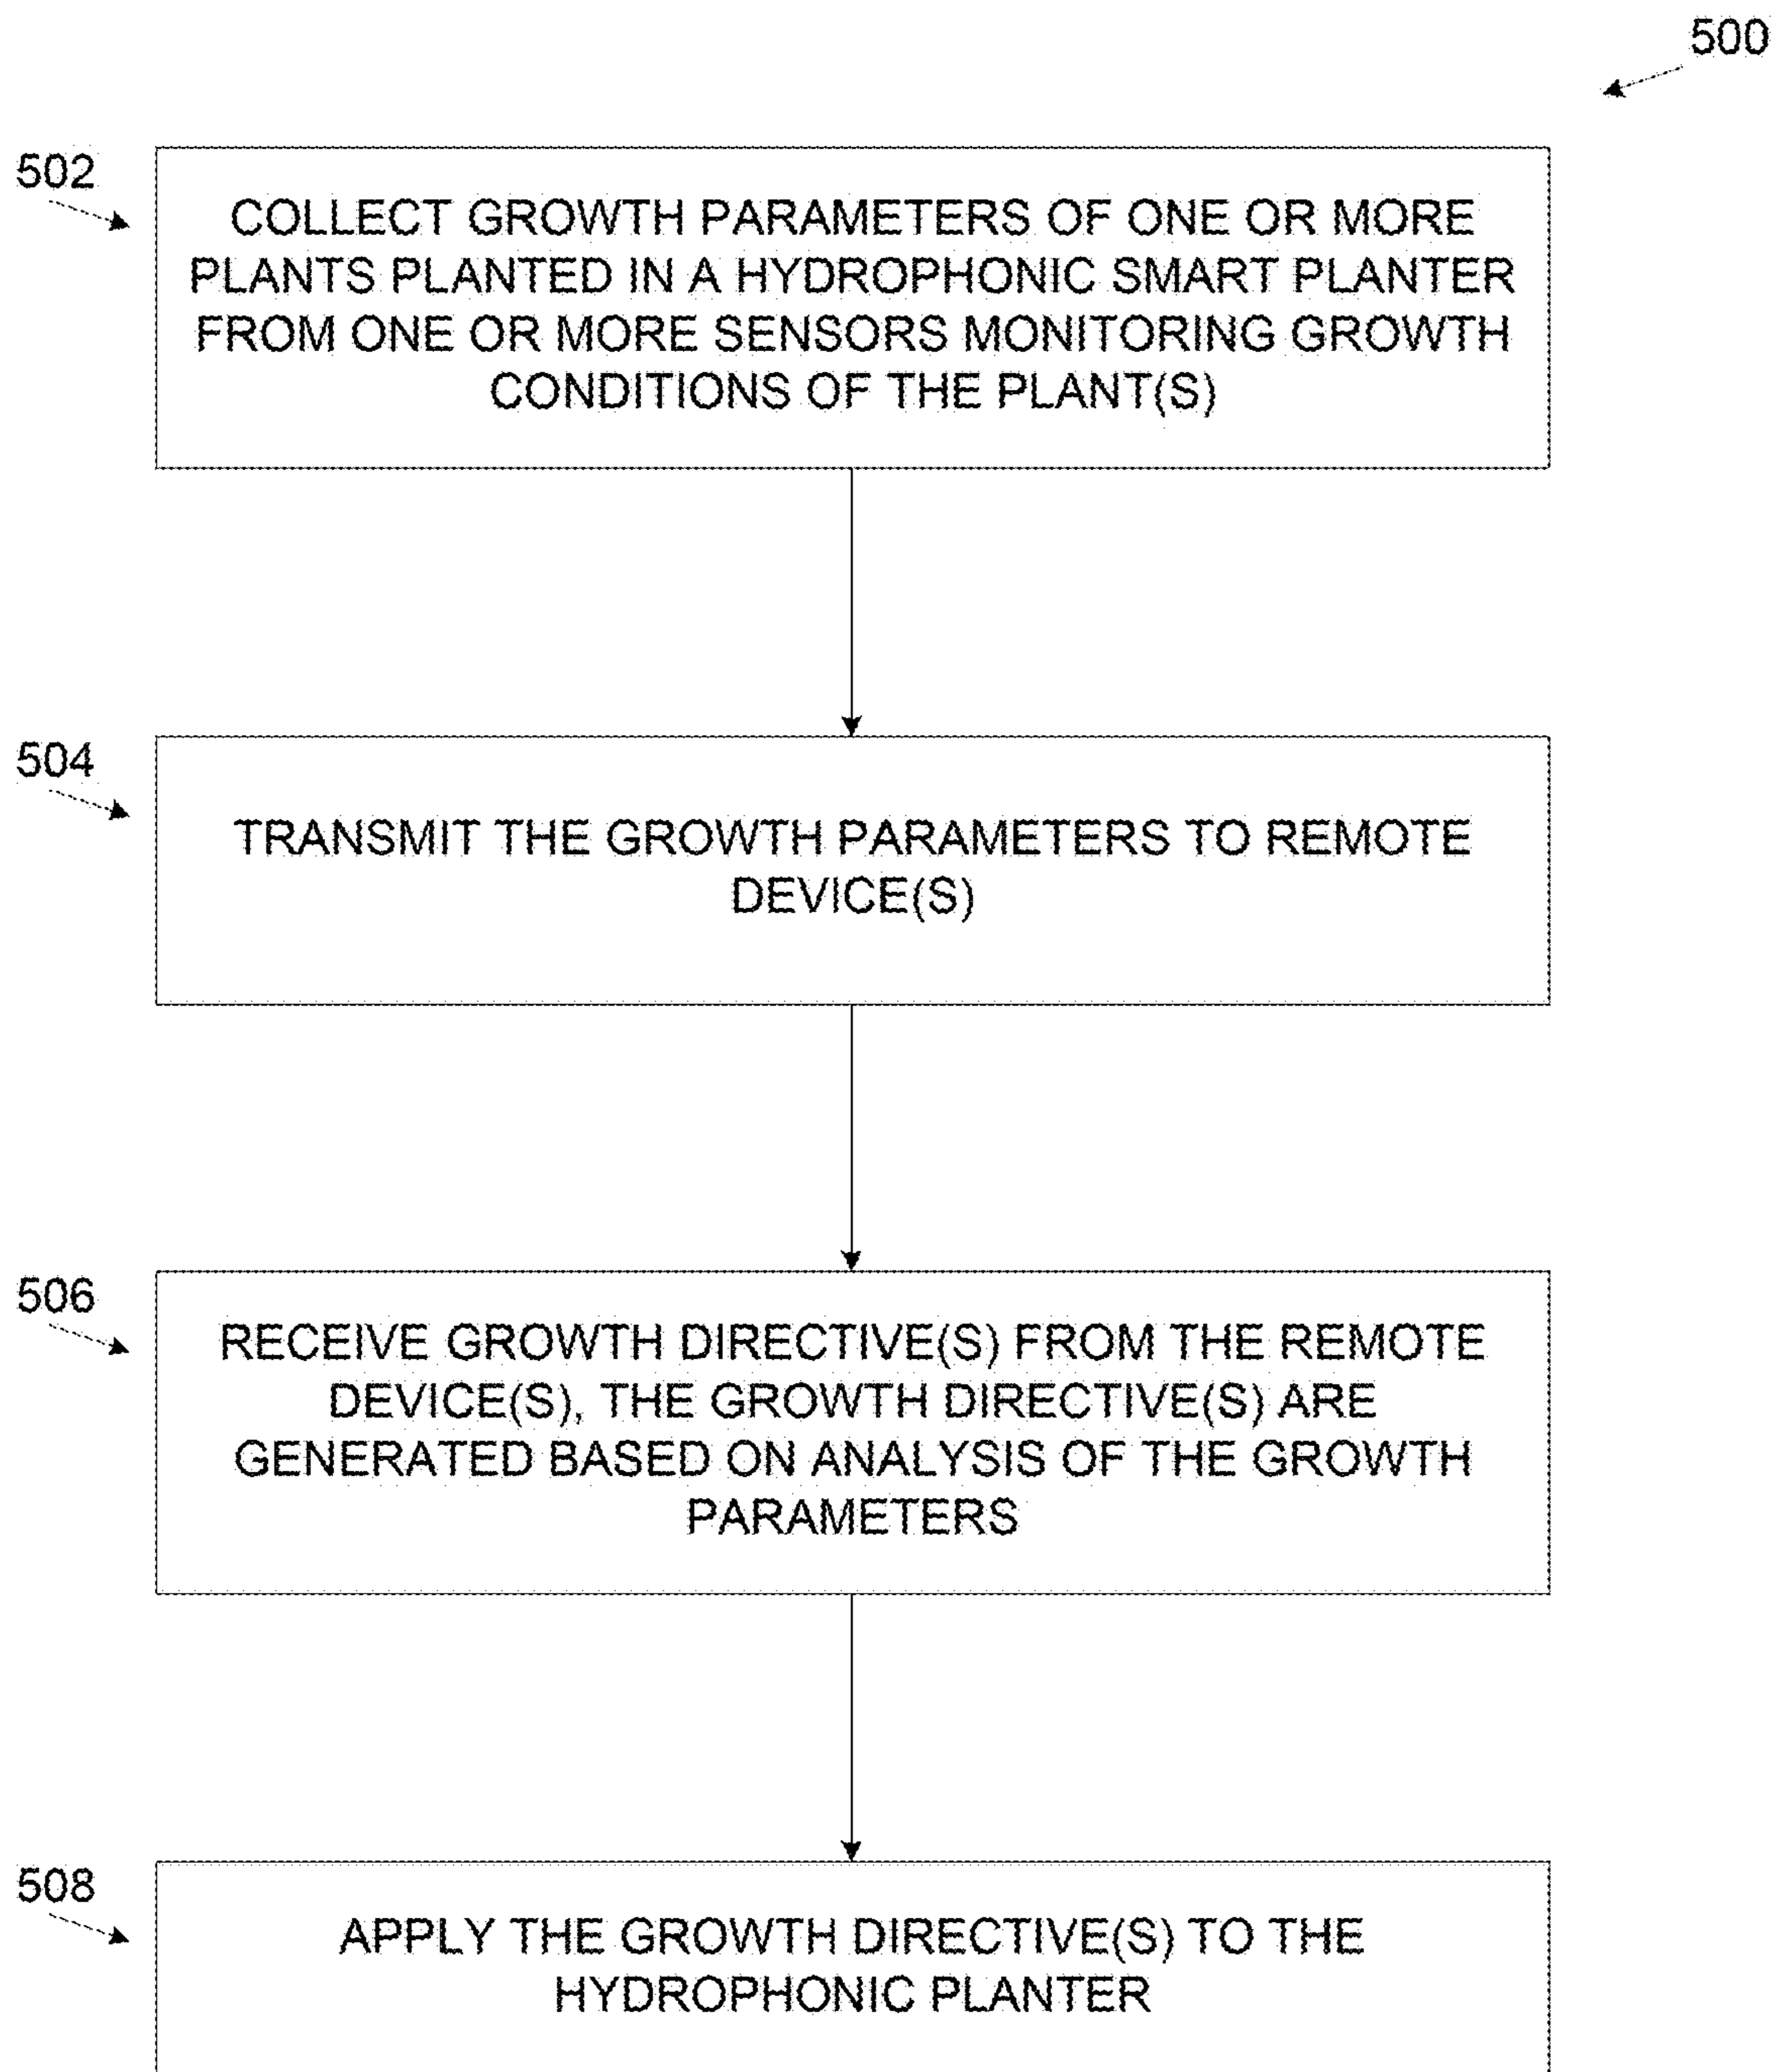 500
502
COLLECT GROWTH PARAMETERS OF ONE OR MORE
PLANTS PLANTED IN A HYDROPHONIC SMART PLANTER
FROM ONE OR MORE SENSORS MONITORING GROWTH
CONDITIONS OF THE PLANT(S)
504
TRANSMIT THE GROWTH PARAMETERS TO REMOTE
DEVICE(S)
506
RECEIVE GROWTH DIRECTIVE(S) FROM THE REMOTE
DEVICE(S), THE GROWTH DIRECTIVE(S) ARE
GENERATED BASED ON ANALYSIS OF THE GROWTH
PARAMETERS
508
APPLY THE GROWTH DIRECTIVE(S) TO THE
HYDROPHONIC PLANTER